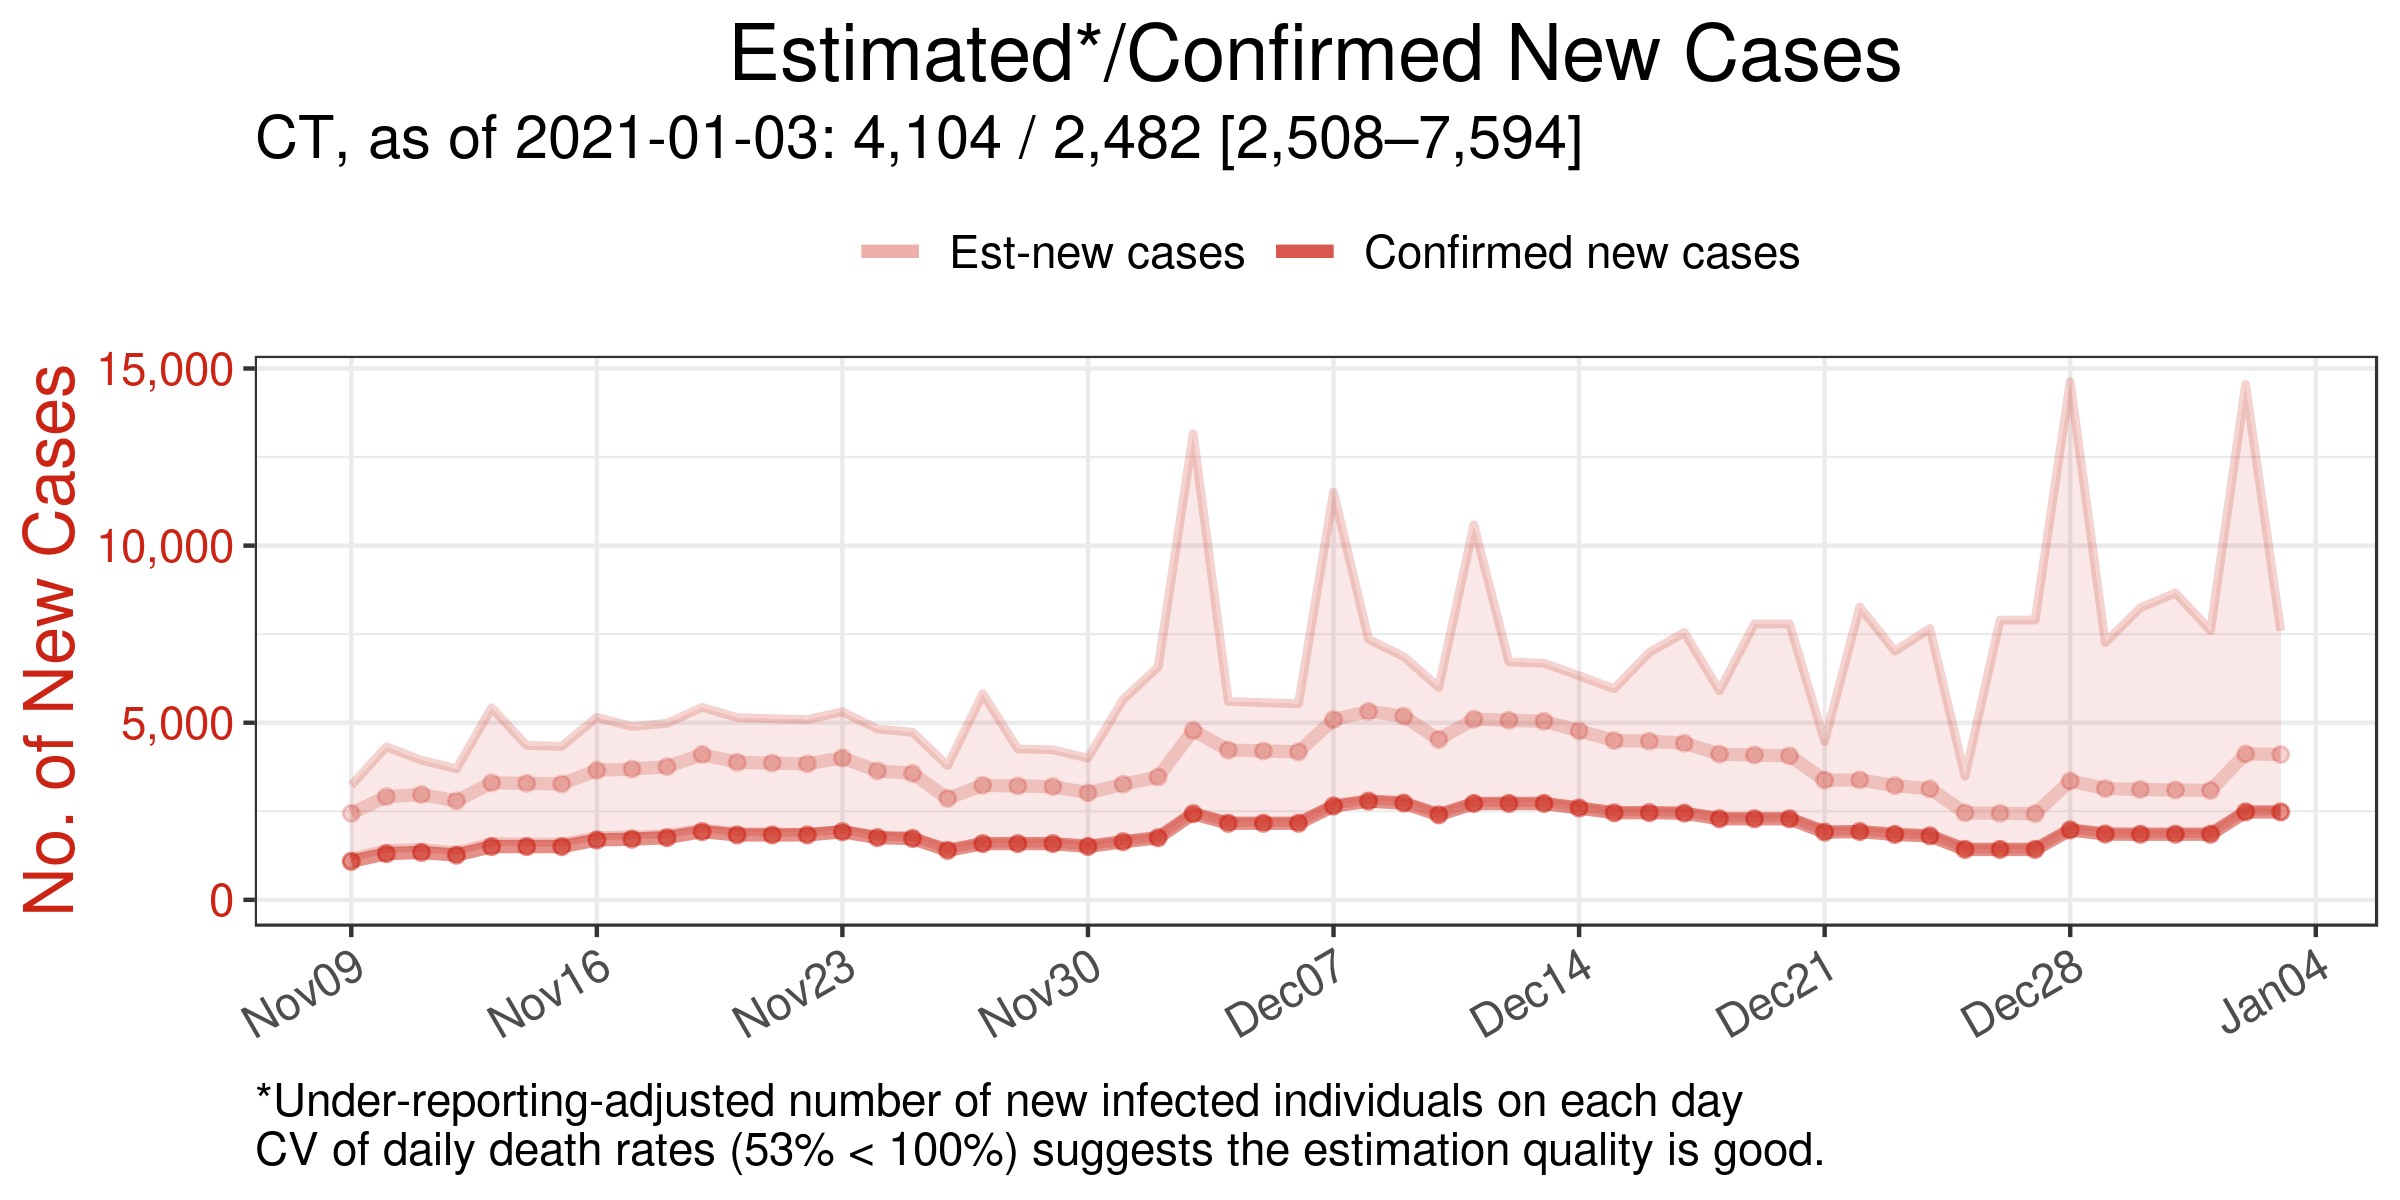 Estimated*/Confirmed New Cases
CT, as of 2021-01-03: 4,104 / 2,482 [2,508–7,594]
Est-new cases
Confirmed new cases
No. of New Cases
15,000
10,000
5,000
0
Nov09
Nov16
Nov23
Nov30
Dec07
Dec14
Dec21
Dec28
Jan04
*Under-reporting-adjusted number of new infected individuals on each day
CV of daily death rates (53% < 100%) suggests the estimation quality is good.